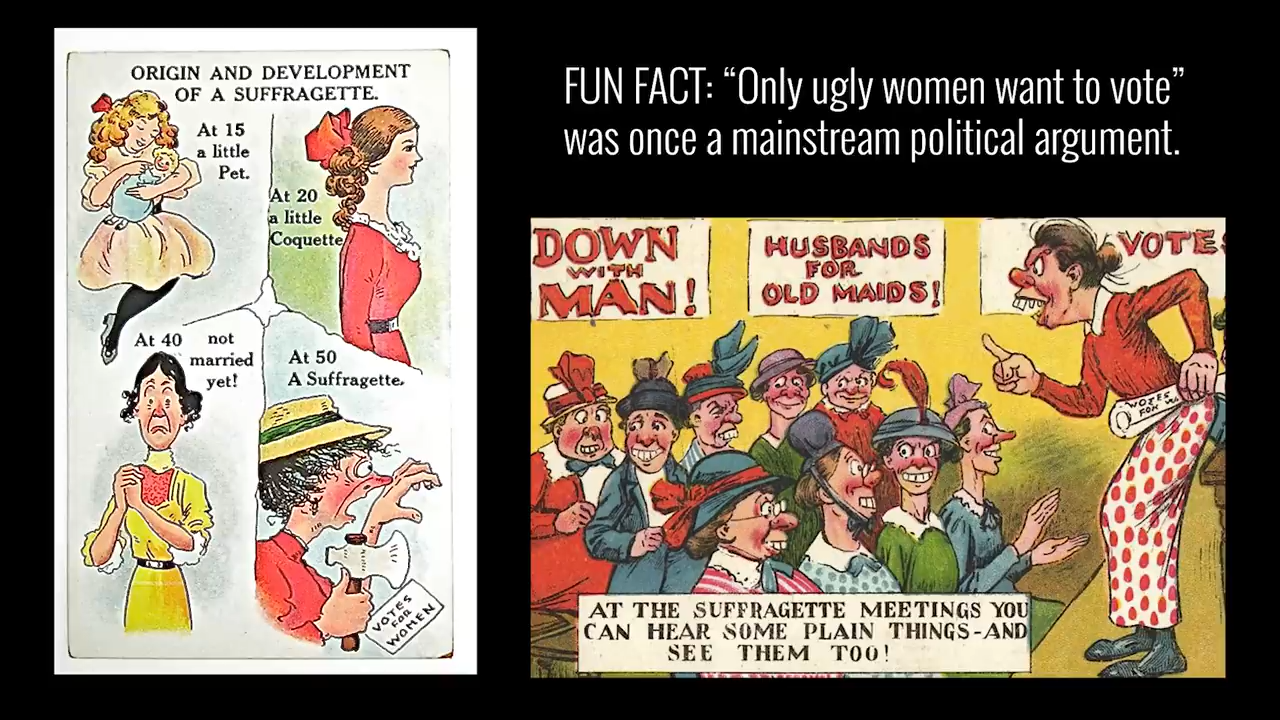 ORIGIN AND DEVELOPMENT
OF A SUFFRAGETTE.
At 15
a little
Pet.
At 20
a little
Coquette
At 40 not
married
yet!
At 50
A Suffragette.
VOTES
FOR
WOMEN
FUN FACT: “Only ugly women want to vote”
was once a mainstream political argument.
DOWN
WITH
MAN!
HUSBANDS
FOR
OLD MAIDS!
VOTES
VOTES
FOR
AT THE SUFFRAGETTE MEETINGS YOU
CAN HEAR SOME PLAIN THINGS-AND
SEE THEM TOO!